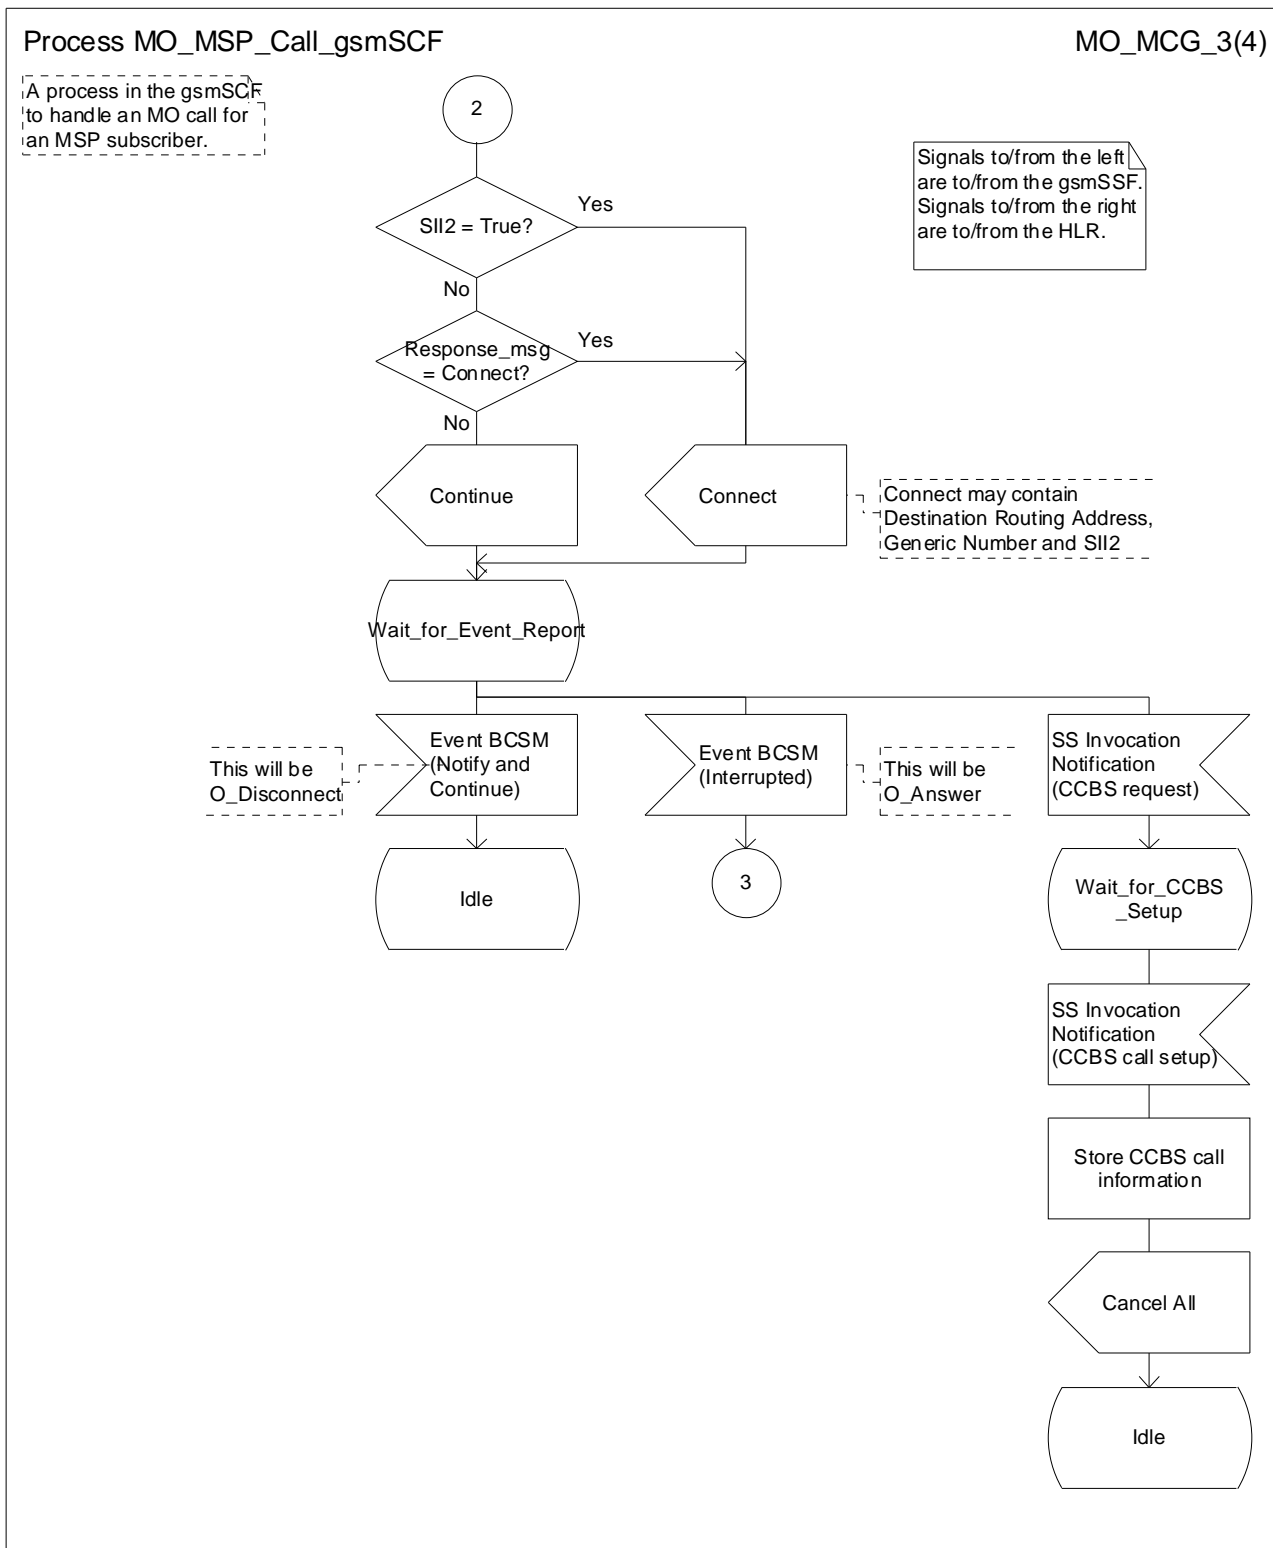 Process MO_MSP_Call_gsmSCF
MO_MCG_3(4)
A process in the gsmSCF
to handle an MO call for
an MSP subscriber.
2
Signals to/from the left
are to/from the gsmSSF.
Signals to/from the right
are to/from the HLR.
SII2 = True?
Yes
No
Response_msg
= Connect?
Yes
No
Continue
Connect
Connect may contain
Destination Routing Address,
Generic Number and SII2
Wait_for_Event_Report
This will be
O_Disconnect
Event BCSM
(Notify and
Continue)
Event BCSM
(Interrupted)
This will be
O_Answer
SS Invocation
Notification
(CCBS request)
Idle
3
Wait_for_CCBS
_Setup
SS Invocation
Notification
(CCBS call setup)
Store CCBS call
information
Cancel All
Idle